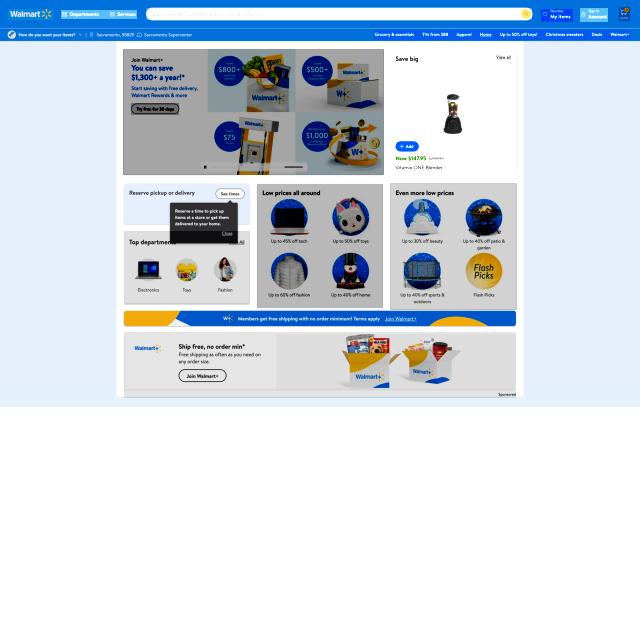 Walmart
Departments
Services
Reorder
My Items
Sign In
Account
How do you want your items?
Sacramento, 95829
Sacramento Supercenter
Grocery & essentials
Apparel
Home
Up to 50% off toys!
Christmas sweaters
Deals
Walmart+
Join Walmart+
You can save
$1,300+ a year!*
Start saving with free delivery,
Walmart Rewards & more
Try free for 30 days
$800+
$500+
$75
$1,000
Walmart
W+
Save big
View all
+ Add
Now $147.95
Vitamix ONE Blender
Reserve pickup or delivery
See times
Reserve a time to pick up
items at a store or get them
delivered to your home.
Close
Top departments
All
Electronics
Toys
Fashion
Low prices all around
Up to 45% off tech
Up to 50% off toys
Up to 60% off fashion
Up to 40% off home
Even more low prices
Up to 30% off beauty
Up to 40% off patio &
garden
Up to 40% off sports &
outdoors
Flash
Picks
Flash Picks
W+ Members get free shipping with no order minimum! Terms apply
Join Walmart+
Walmart
Ship free, no order min*
Free shipping as often as you need on
any order size.
Join Walmart+
Walmart
Walmart
Sponsored